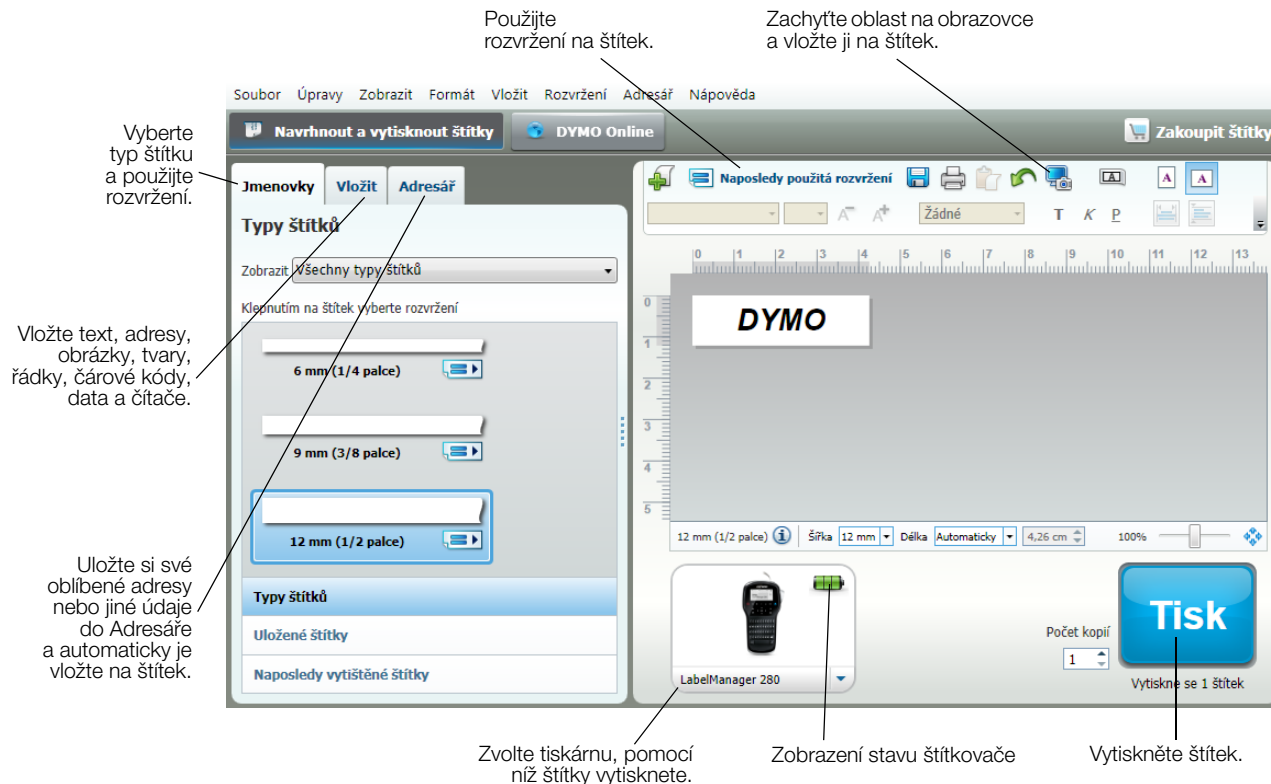 Použijte
rozvržení na štítek.
Zachyťte oblast na obrazovce
a vložte ji na štítek.
Vyberte
typ štítku
a použijte
rozvržení.
Vložte text, adresy,
obrázky, tvary,
řádky, čárové kódy,
data a čítače.
Uložte si své
oblíbené adresy
nebo jiné údaje
do Adresáře
a automaticky je
vložte na štítek.
Soubor Úpravy Zobrazit Formát Vložit Rozvržení Adresář Nápověda
Navrhnout a vytisknout štítky DYMO Online Zakoupit štítky
Jmenovky Vložit Adresář
Typy štítků
Zobrazit Všechny typy štítků
Klepnutím na štítek vyberte rozvržení
6 mm (1/4 palce)
9 mm (3/8 palce)
12 mm (1/2 palce)
Typy štítků
Uložené štítky
Naposledy vytištěné štítky
Naposledy použitá rozvržení A A A
A A Žádné T K P
0 1 2 3 4 5 6 7 8 9 10 11 12 13
0
1
2
3
4
5
DYMO
12 mm (1/2 palce) i Šířka 12 mm Délka Automaticky 4,26 cm 100%
LabelManager 280
Počet kopií
1
Tisk
Vytiskne se 1 štítek
Zvolte tiskárnu, pomocí
níž štítky vytisknete.
Zobrazení stavu štítkovače
Vytiskněte štítek.